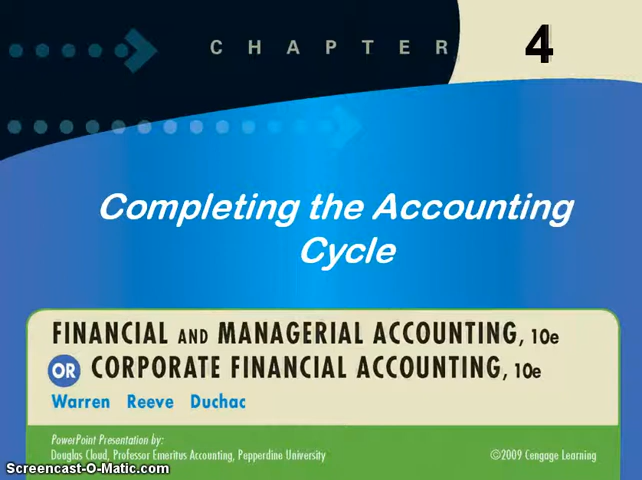 CHAPTER 4
Completing the Accounting
Cycle
FINANCIAL AND MANAGERIAL ACCOUNTING, 10e
OR CORPORATE FINANCIAL ACCOUNTING, 10e
Warren Reeve Duchac
PowerPoint Presentation by:
Douglas Cloud, Professor Emeritus Accounting, Pepperdine University ©2009 Cengage Learning
Screencast-O-Matic.com